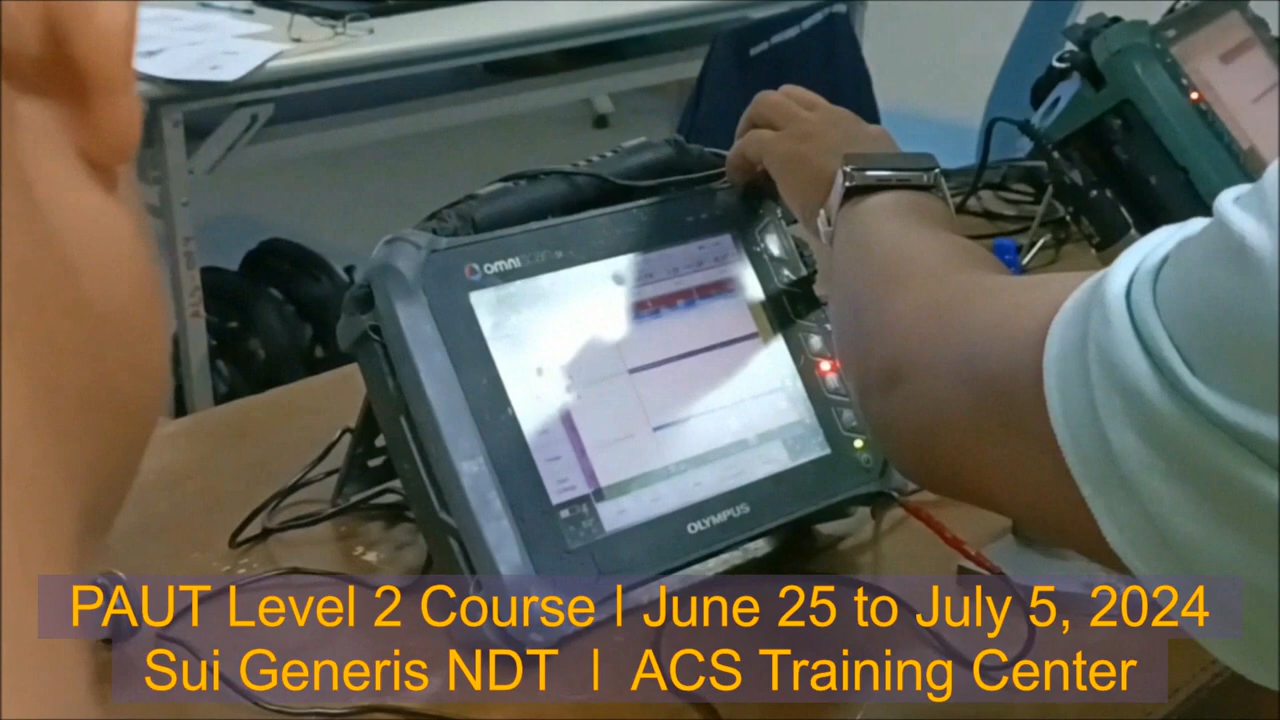 omniscan
OLYMPUS
PAUT Level 2 Course | June 25 to July 5, 2024
Sui Generis NDT | ACS Training Center